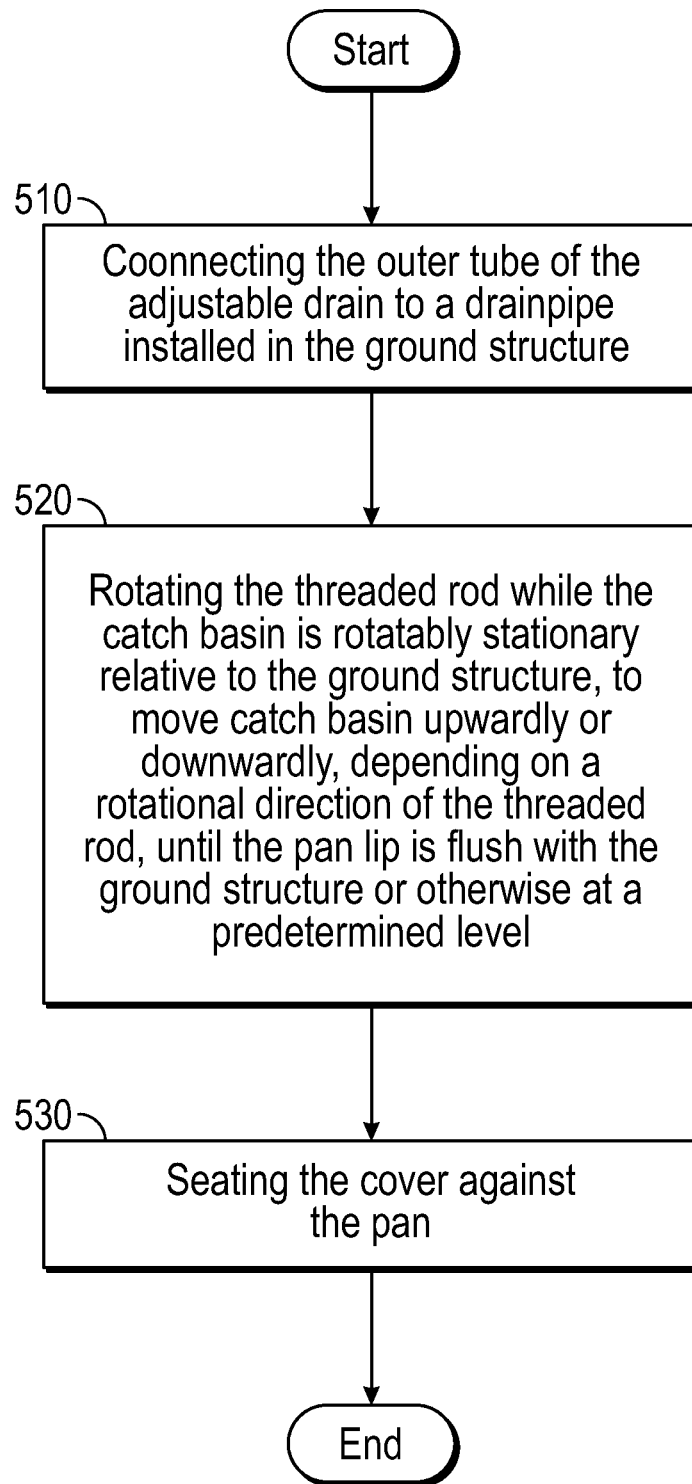 Start
510
Coonnecting the outer tube of the
adjustable drain to a drainpipe
installed in the ground structure
520
Rotating the threaded rod while the
catch basin is rotatably stationary
relative to the ground structure, to
move catch basin upwardly or
downwardly, depending on a
rotational direction of the threaded
rod, until the pan lip is flush with the
ground structure or otherwise at a
predetermined level
530
Seating the cover against
the pan
End